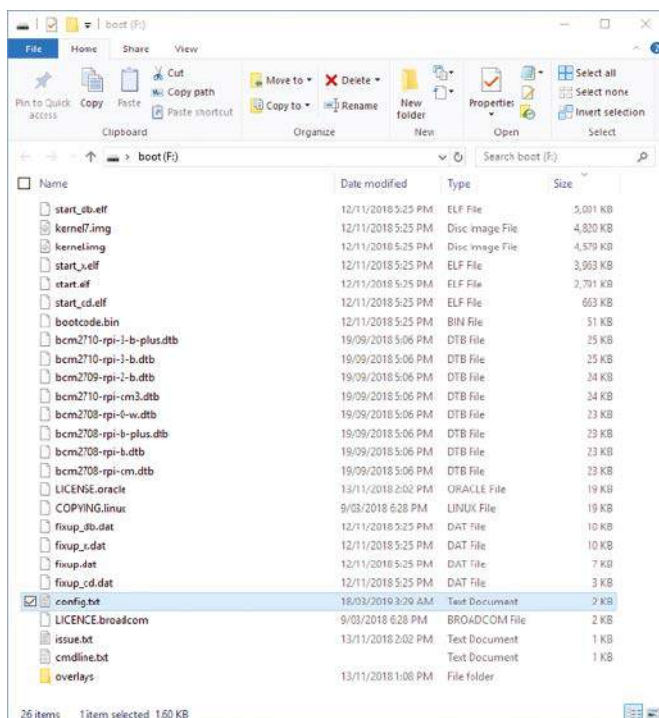 boot (F:)
File Home Share View
Pin to Quick access
Copy
Paste
Cut
Copy path
Paste shortcut
Clipboard
Move to
Copy to
Delete
Rename
Organize
New folder
New
Properties
Open
Select all
Select none
Invert selection
Select
boot (F:)
Search boot (F:)
Name Date modified Type Size
start_db.elf 12/11/2018 5:25 PM ELF File 5,001 KB
kernel7.img 12/11/2018 5:25 PM Disc Image File 4,820 KB
kernel.img 12/11/2018 5:25 PM Disc Image File 4,579 KB
start_x.elf 12/11/2018 5:25 PM ELF File 3,963 KB
start.elf 12/11/2018 5:25 PM ELF File 2,791 KB
start_cd.elf 12/11/2018 5:25 PM ELF File 663 KB
bootcode.bin 12/11/2018 5:25 PM BIN File 51 KB
bcm2710-rpi-3-b-plus.dtb 19/09/2018 5:06 PM DTB File 25 KB
bcm2710-rpi-3-b.dtb 19/09/2018 5:06 PM DTB File 25 KB
bcm2709-rpi-2-b.dtb 19/09/2018 5:06 PM DTB File 24 KB
bcm2710-rpi-cm3.dtb 19/09/2018 5:06 PM DTB File 24 KB
bcm2708-rpi-0-w.dtb 19/09/2018 5:06 PM DTB File 23 KB
bcm2708-rpi-b-plus.dtb 19/09/2018 5:06 PM DTB File 23 KB
bcm2708-rpi-b.dtb 19/09/2018 5:06 PM DTB File 23 KB
bcm2708-rpi-cm.dtb 19/09/2018 5:06 PM DTB File 23 KB
LICENSE.oracle 13/11/2018 2:02 PM ORACLE File 19 KB
COPYING.linux 9/03/2018 6:28 PM LINUX File 19 KB
fixup_db.dat 12/11/2018 5:25 PM DAT File 10 KB
fixup_x.dat 12/11/2018 5:25 PM DAT File 10 KB
fixup.dat 12/11/2018 5:25 PM DAT File 7 KB
fixup_cd.dat 12/11/2018 5:25 PM DAT File 3 KB
config.txt 18/03/2019 3:29 AM Text Document 2 KB
LICENCE.broadcom 9/03/2018 6:28 PM BROADCOM File 2 KB
issue.txt 13/11/2018 2:02 PM Text Document 1 KB
cmdline.txt Text Document 1 KB
overlays 13/11/2018 1:08 PM File folder
26 items 1 item selected 1.60 KB